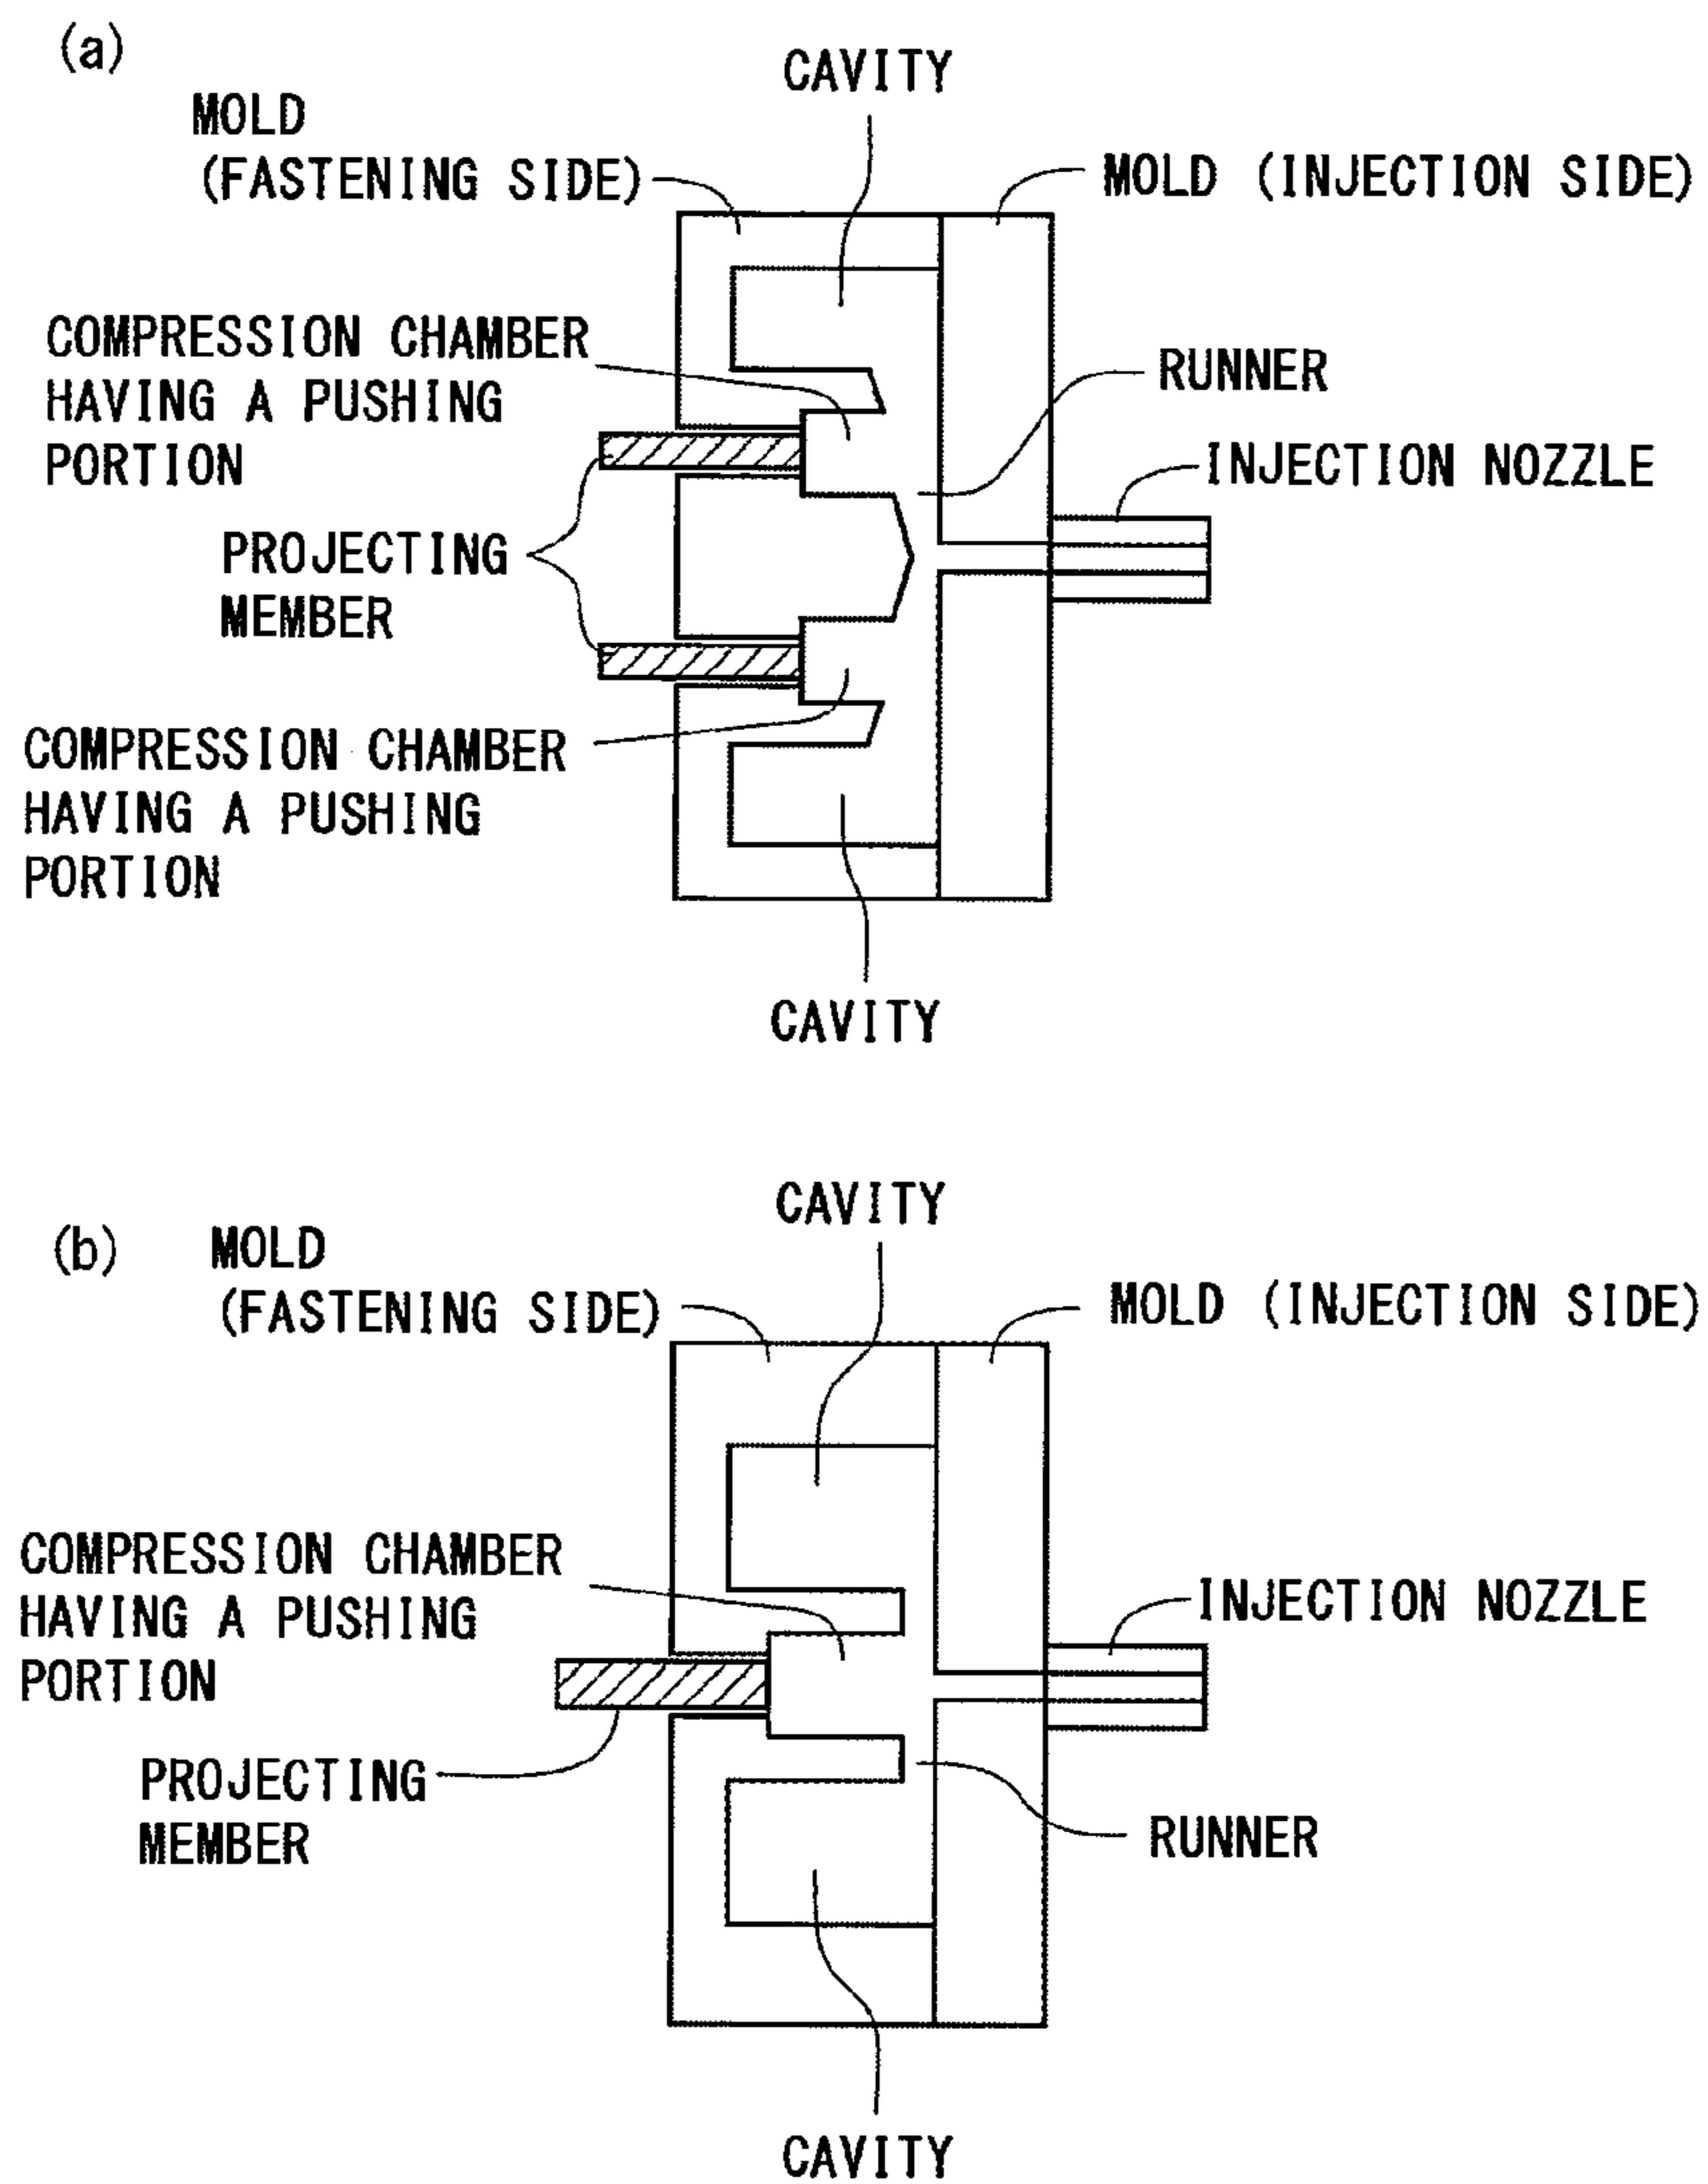 (a)
CAVITY
MOLD
(FASTENING SIDE)
MOLD (INJECTION SIDE)
COMPRESSION CHAMBER
HAVING A PUSHING
PORTION
RUNNER
INJECTION NOZZLE
PROJECTING
MEMBER
COMPRESSION CHAMBER
HAVING A PUSHING
PORTION
CAVITY
(b)
CAVITY
MOLD
(FASTENING SIDE)
MOLD (INJECTION SIDE)
COMPRESSION CHAMBER
HAVING A PUSHING
PORTION
INJECTION NOZZLE
PROJECTING
MEMBER
RUNNER
CAVITY